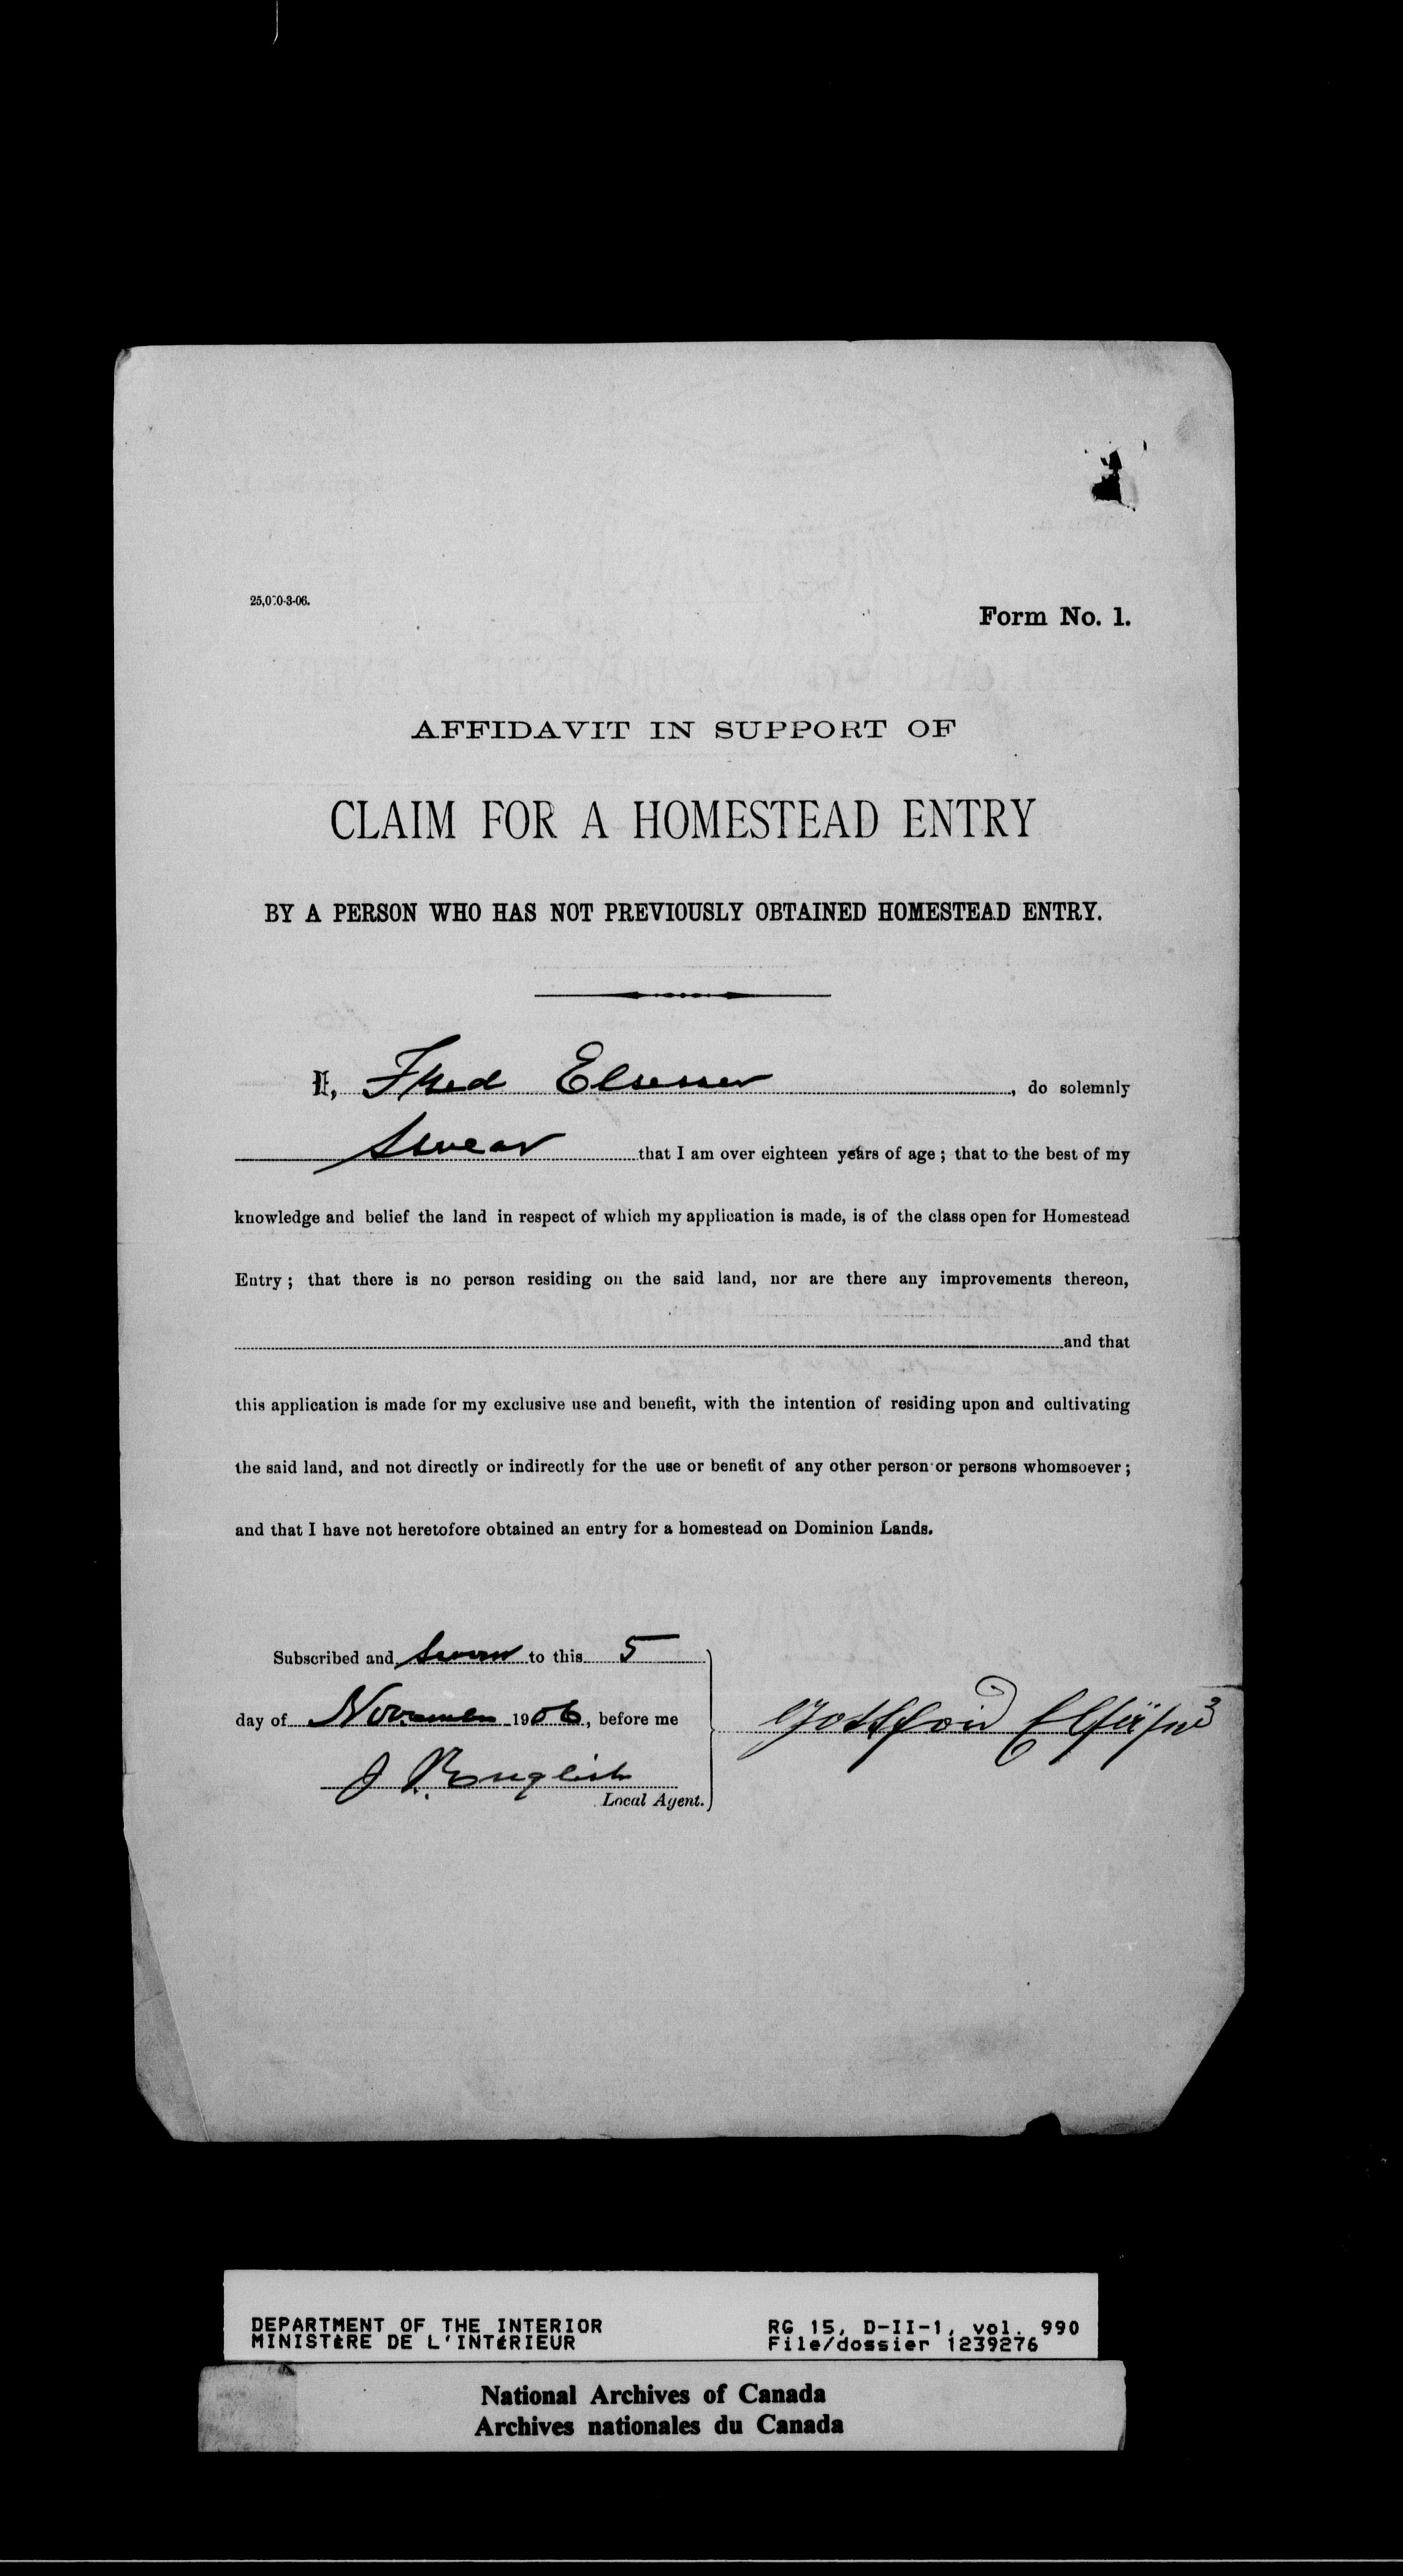 25,000-3-06.
Form No. 1.
AFFIDAVIT IN SUPPORT OF
CLAIM FOR A HOMESTEAD ENTRY
BY A PERSON WHO HAS NOT PREVIOUSLY OBTAINED HOMESTEAD ENTRY.
I, Fred Elsesser, do solemnly
swear that I am over eighteen years of age; that to the best of my
knowledge and belief the land in respect of which my application is made, is of the class open for Homestead
Entry; that there is no person residing on the said land, nor are there any improvements thereon,
and that
this application is made for my exclusive use and benefit, with the intention of residing upon and cultivating
the said land, and not directly or indirectly for the use or benefit of any other person or persons whomsoever;
and that I have not heretofore obtained an entry for a homestead on Dominion Lands.
Subscribed and sworn to this 5
day of November 1906, before me
Gottfried
English
Local Agent.
DEPARTMENT OF THE INTERIOR RG 15, D-II-1, vol. 990
MINISTÈRE DE L'INTÉRIEUR File/dossier 1239276
National Archives of Canada
Archives nationales du Canada